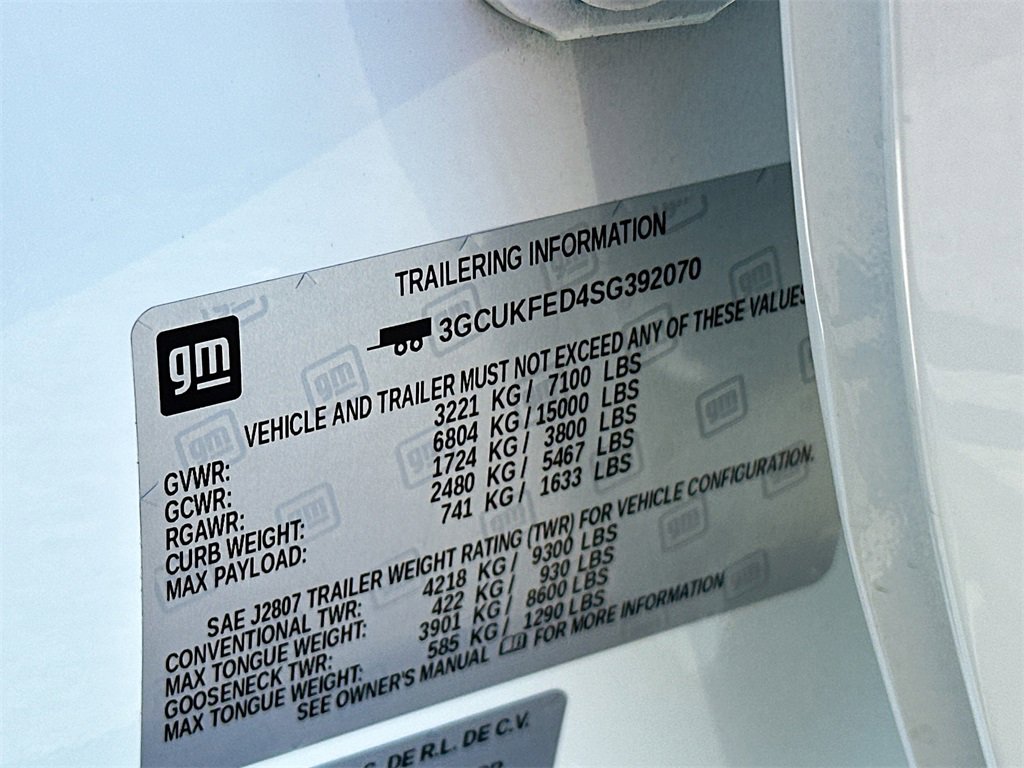 TRAILERING INFORMATION
gm
3GCUKFED4SG392070
VEHICLE AND TRAILER MUST NOT EXCEED ANY OF THESE VALUES
GVWR: 3221 KG / 7100 LBS
GCWR: 6804 KG / 15000 LBS
RGAWR: 1724 KG / 3800 LBS
CURB WEIGHT: 2480 KG / 5467 LBS
MAX PAYLOAD: 741 KG / 1633 LBS
SAE J2807 TRAILER WEIGHT RATING (TWR) FOR VEHICLE CONFIGURATION.
CONVENTIONAL TWR: 4218 KG / 9300 LBS
MAX TONGUE WEIGHT: 422 KG / 930 LBS
GOOSENECK TWR: 3901 KG / 8600 LBS
MAX TONGUE WEIGHT: 585 KG / 1290 LBS
SEE OWNER'S MANUAL FOR MORE INFORMATION
DE R.L. DE C.V.